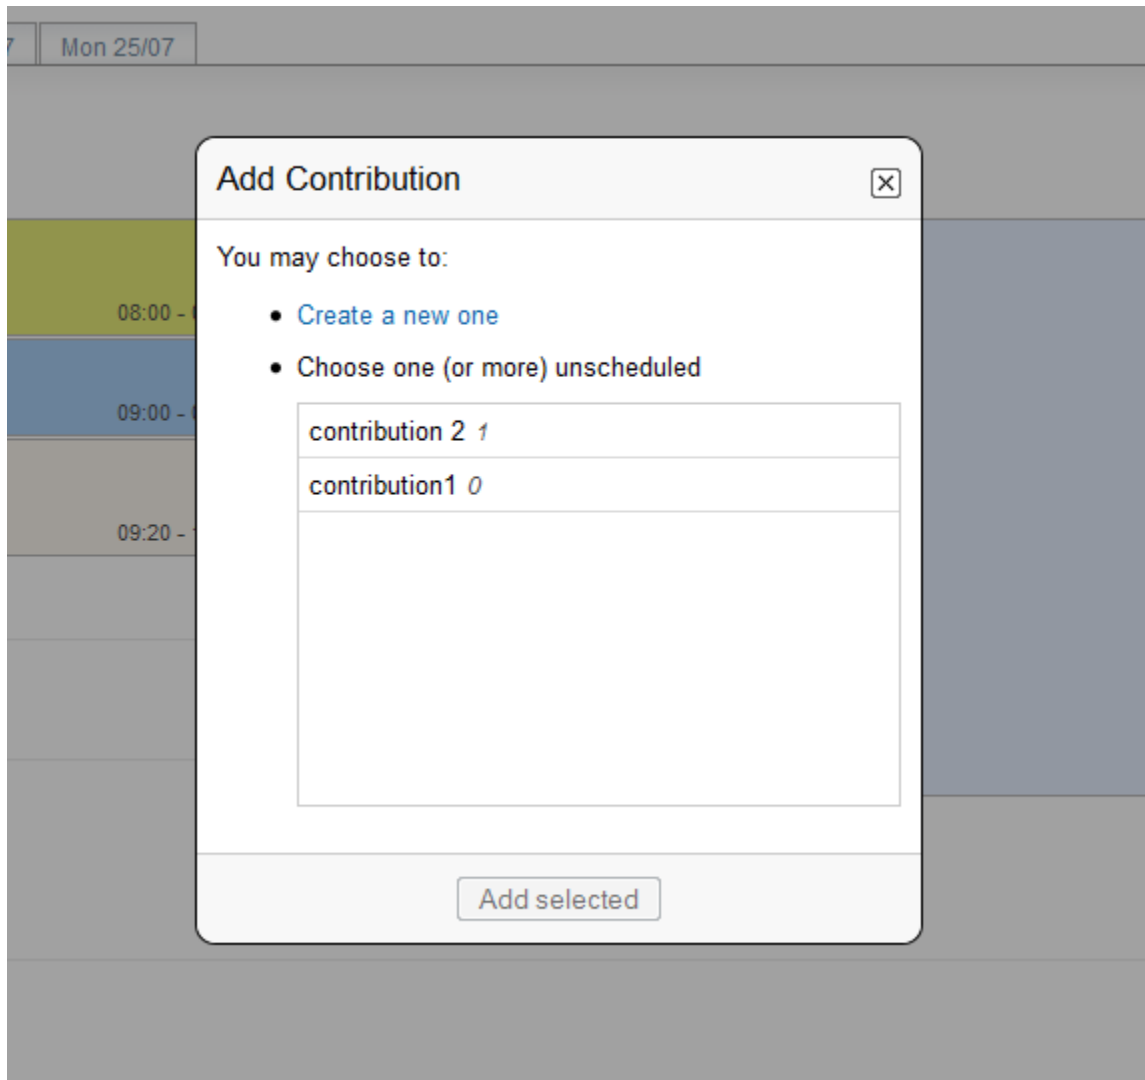 7 Mon 25/07
Add Contribution
You may choose to:
08:00 -
• Create a new one
• Choose one (or more) unscheduled
09:00 -
contribution 2 1
contribution1 0
09:20 -
Add selected